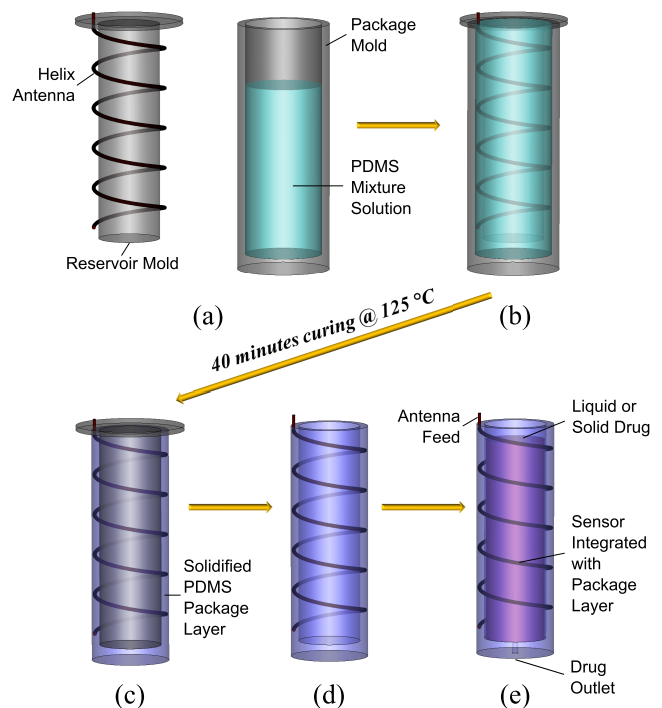 Helix
Antenna
Reservoir Mold
Package
Mold
PDMS
Mixture
Solution
(a)
(b)
40 minutes curing @ 125 °C
Solidified
PDMS
Package
Layer
Antenna
Feed
Liquid or
Solid Drug
Sensor
Integrated
with
Package
Layer
Drug
Outlet
(c)
(d)
(e)